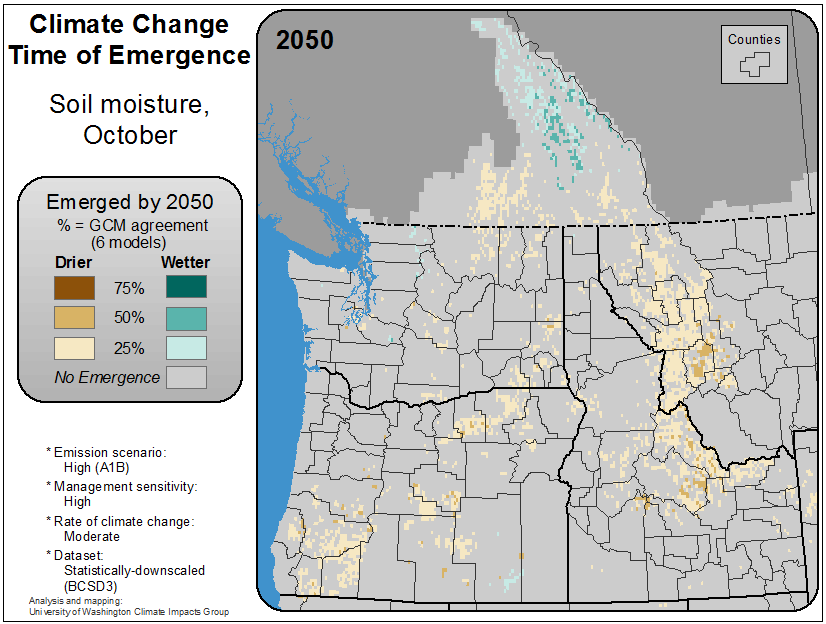 Climate Change
Time of Emergence
Soil moisture,
October
Emerged by 2050
% = GCM agreement
(6 models)
Drier Wetter
75%
50%
25%
No Emergence
* Emission scenario:
High (A1B)
* Management sensitivity:
High
* Rate of climate change:
Moderate
* Dataset:
Statistically-downscaled
(BCSD3)
Analysis and mapping:
University of Washington Climate Impacts Group
2050
Counties